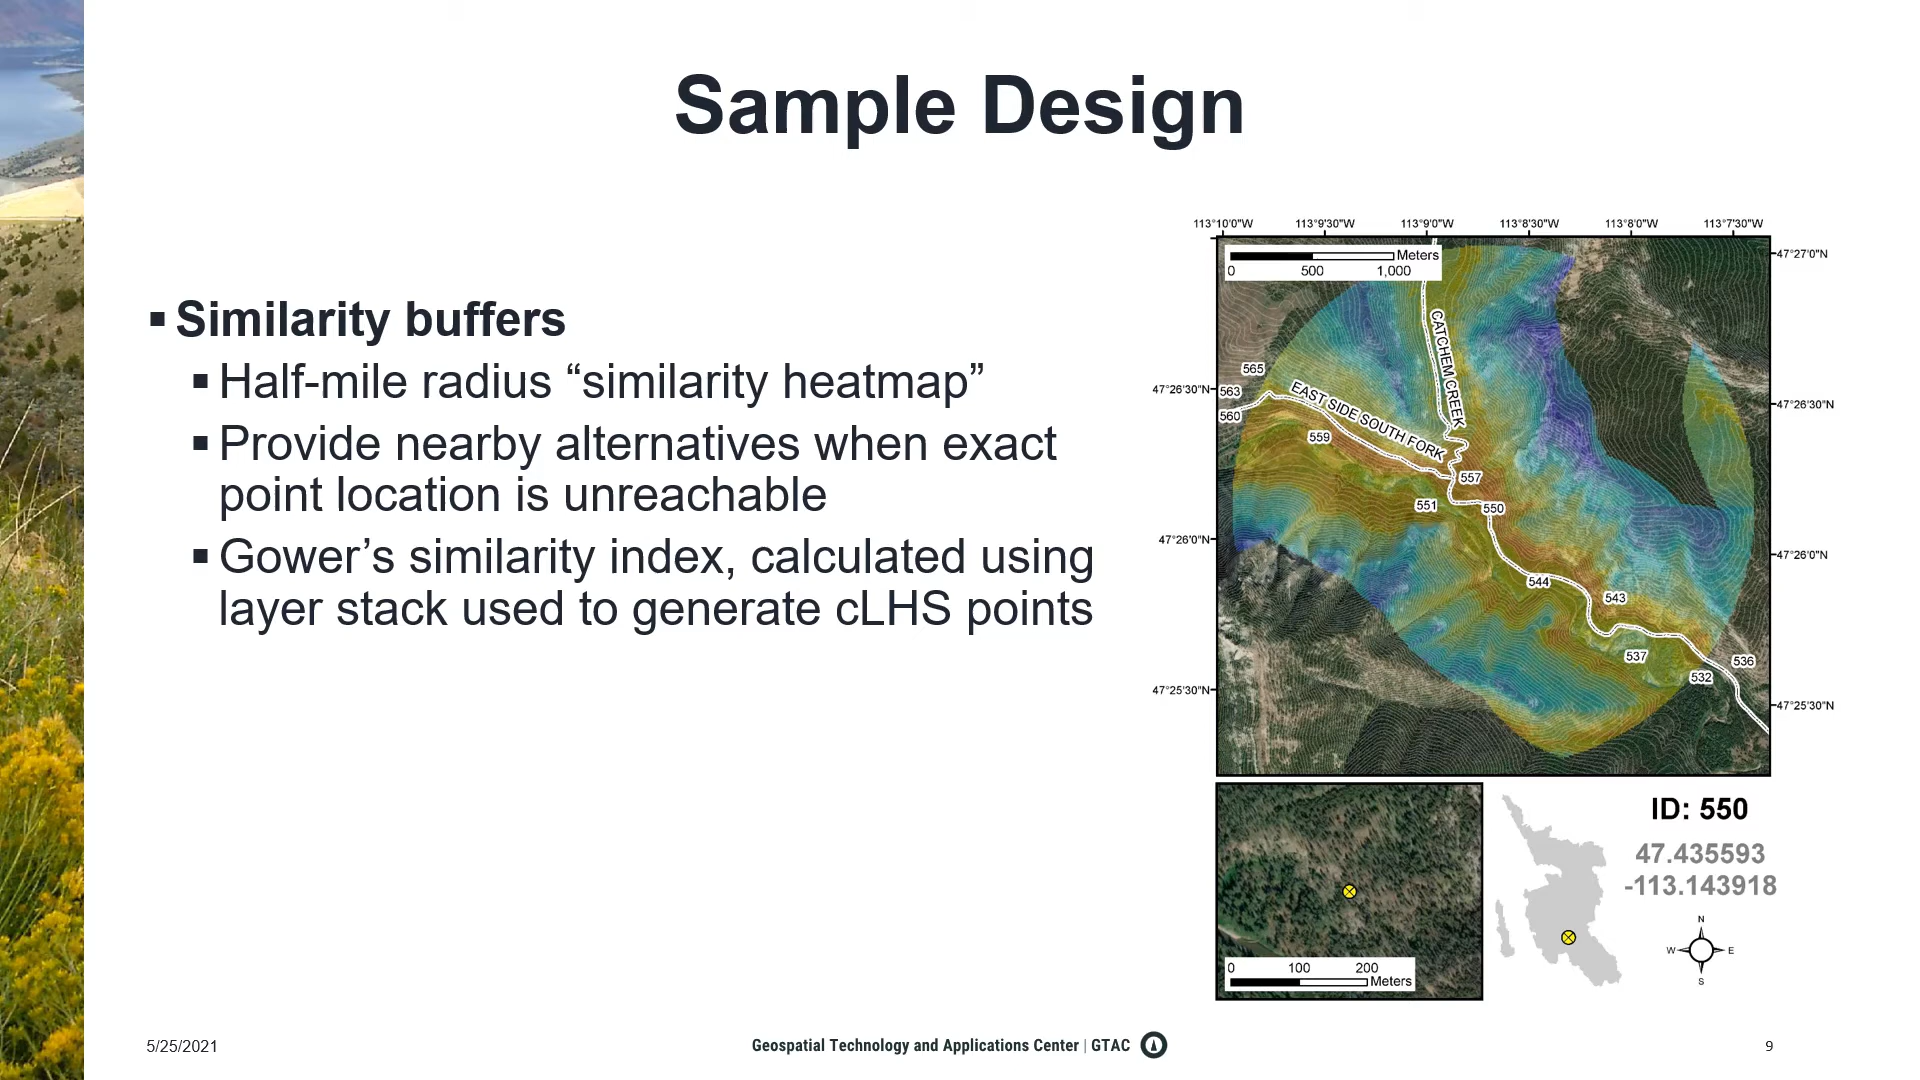 Sample Design
▪ Similarity buffers
▪ Half-mile radius “similarity heatmap”
▪ Provide nearby alternatives when exact
point location is unreachable
▪ Gower’s similarity index, calculated using
layer stack used to generate cLHS points
113°10'0"W 113°9'30"W 113°9'0"W 113°8'30"W 113°8'0"W 113°7'30"W
Meters
0 500 1,000
47°27'0"N
CATCHEM CREEK
565
47°26'30"N
563
EAST SIDE SOUTH FORK
47°26'30"N
560
559
557
551
550
47°26'0"N
47°26'0"N
544
543
537
536
532
47°25'30"N
47°25'30"N
ID: 550
47.435593
-113.143918
N
W E
S
0 100 200
Meters
5/25/2021
Geospatial Technology and Applications Center | GTAC
9